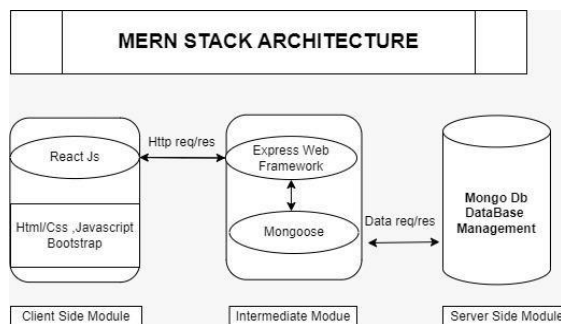 MERN STACK ARCHITECTURE
Http req/res
React Js
Express Web
Framework
Html/Css ,Javascript
Bootstrap
Mongoose
Data req/res
Mongo Db
DataBase
Management
Client Side Module
Intermediate Modue
Server Side Module